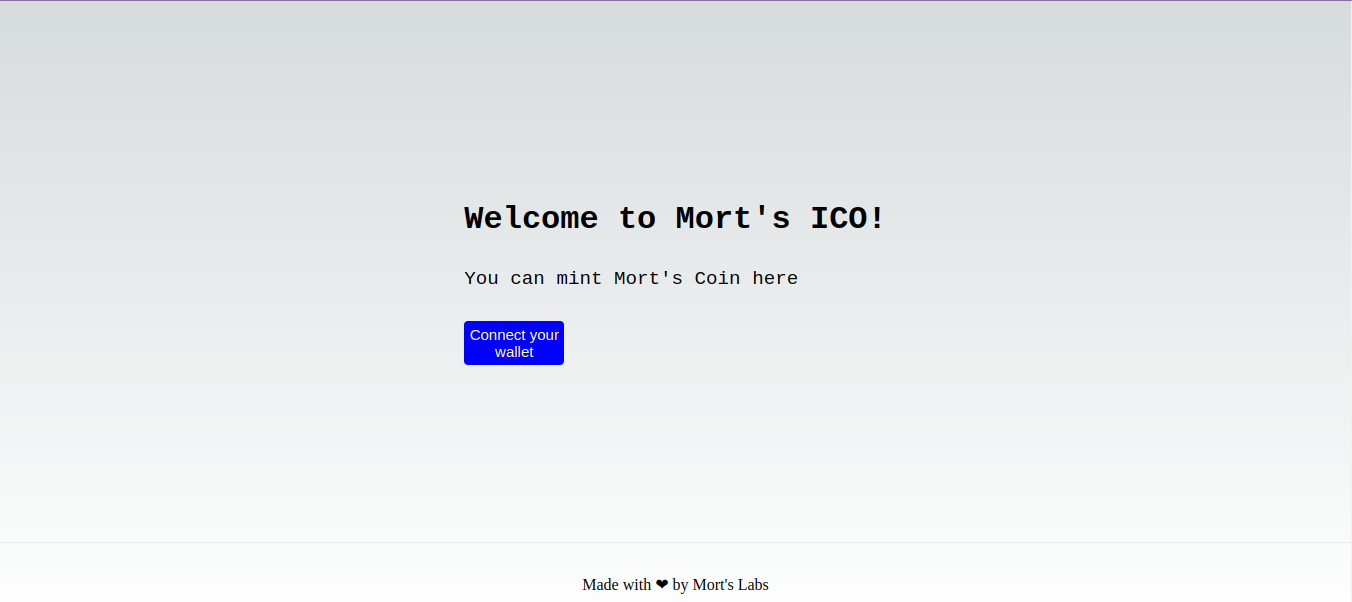 Welcome to Mort's ICO!
You can mint Mort's Coin here
Connect your
wallet
Made with ❤ by Mort's Labs